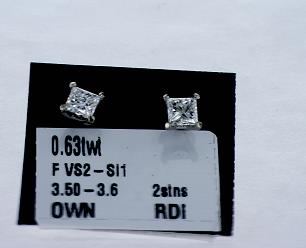 0.63twt
F VS2-SI1
3.50-3.6 2stns
OWN RDI